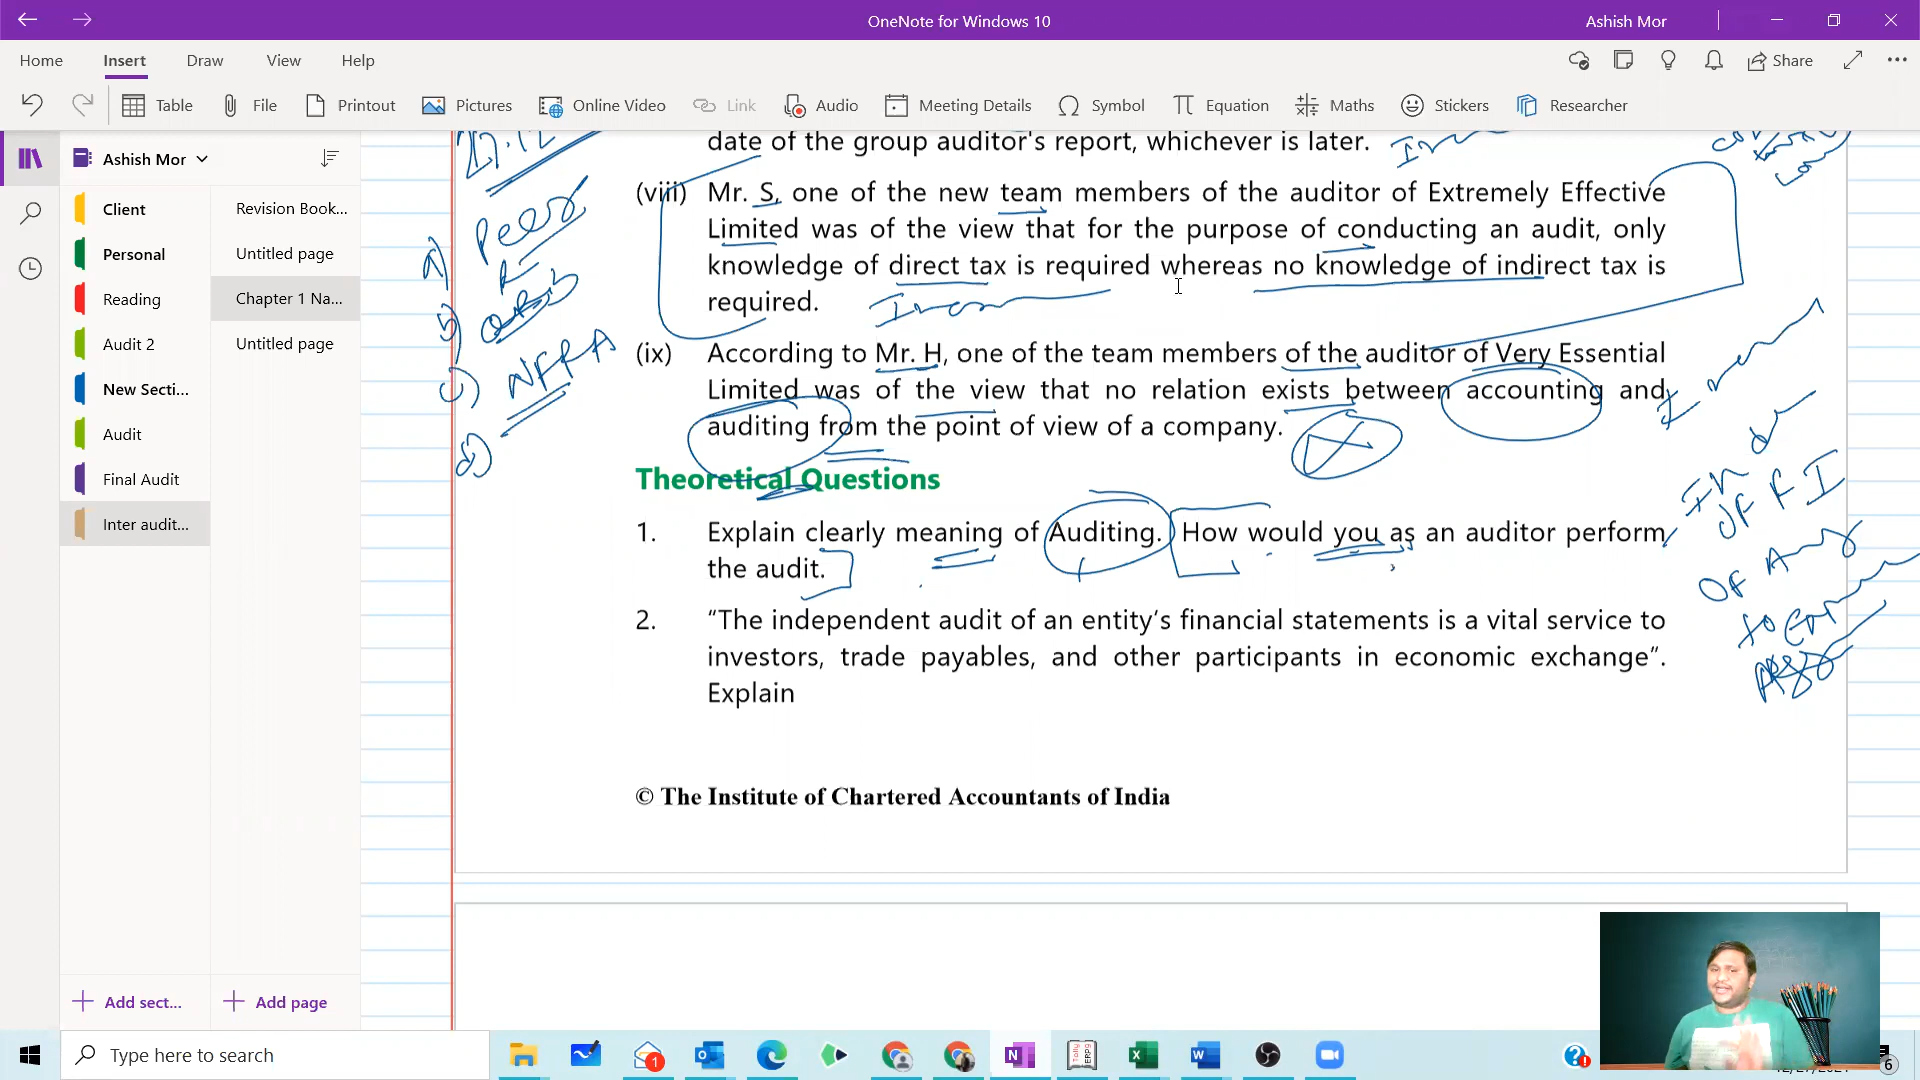 OneNote for Windows 10
Ashish Mor
Home
Insert
Draw
View
Help
Share
Table
File
Printout
Pictures
Online Video
Link
Audio
Meeting Details
Symbol
Equation
Maths
Stickers
Researcher
Ashish Mor
Client
Personal
Reading
Audit 2
New Secti...
Audit
Final Audit
Inter audit...
Revision Book...
Untitled page
Chapter 1 Na...
Untitled page
Add sect...
Add page
27.12
a) Peer
R
b)
c) NFRA
d)
date of the group auditor's report, whichever is later.
(viii) Mr. S, one of the new team members of the auditor of Extremely Effective
Limited was of the view that for the purpose of conducting an audit, only
knowledge of direct tax is required whereas no knowledge of indirect tax is
required.
(ix) According to Mr. H, one of the team members of the auditor of Very Essential
Limited was of the view that no relation exists between accounting and
auditing from the point of view of a company.
Theoretical Questions
1. Explain clearly meaning of Auditing. How would you as an auditor perform
the audit.
2. “The independent audit of an entity’s financial statements is a vital service to
investors, trade payables, and other participants in economic exchange”.
Explain
© The Institute of Chartered Accountants of India
OF F I
OF Any
to
Type here to search
1
6